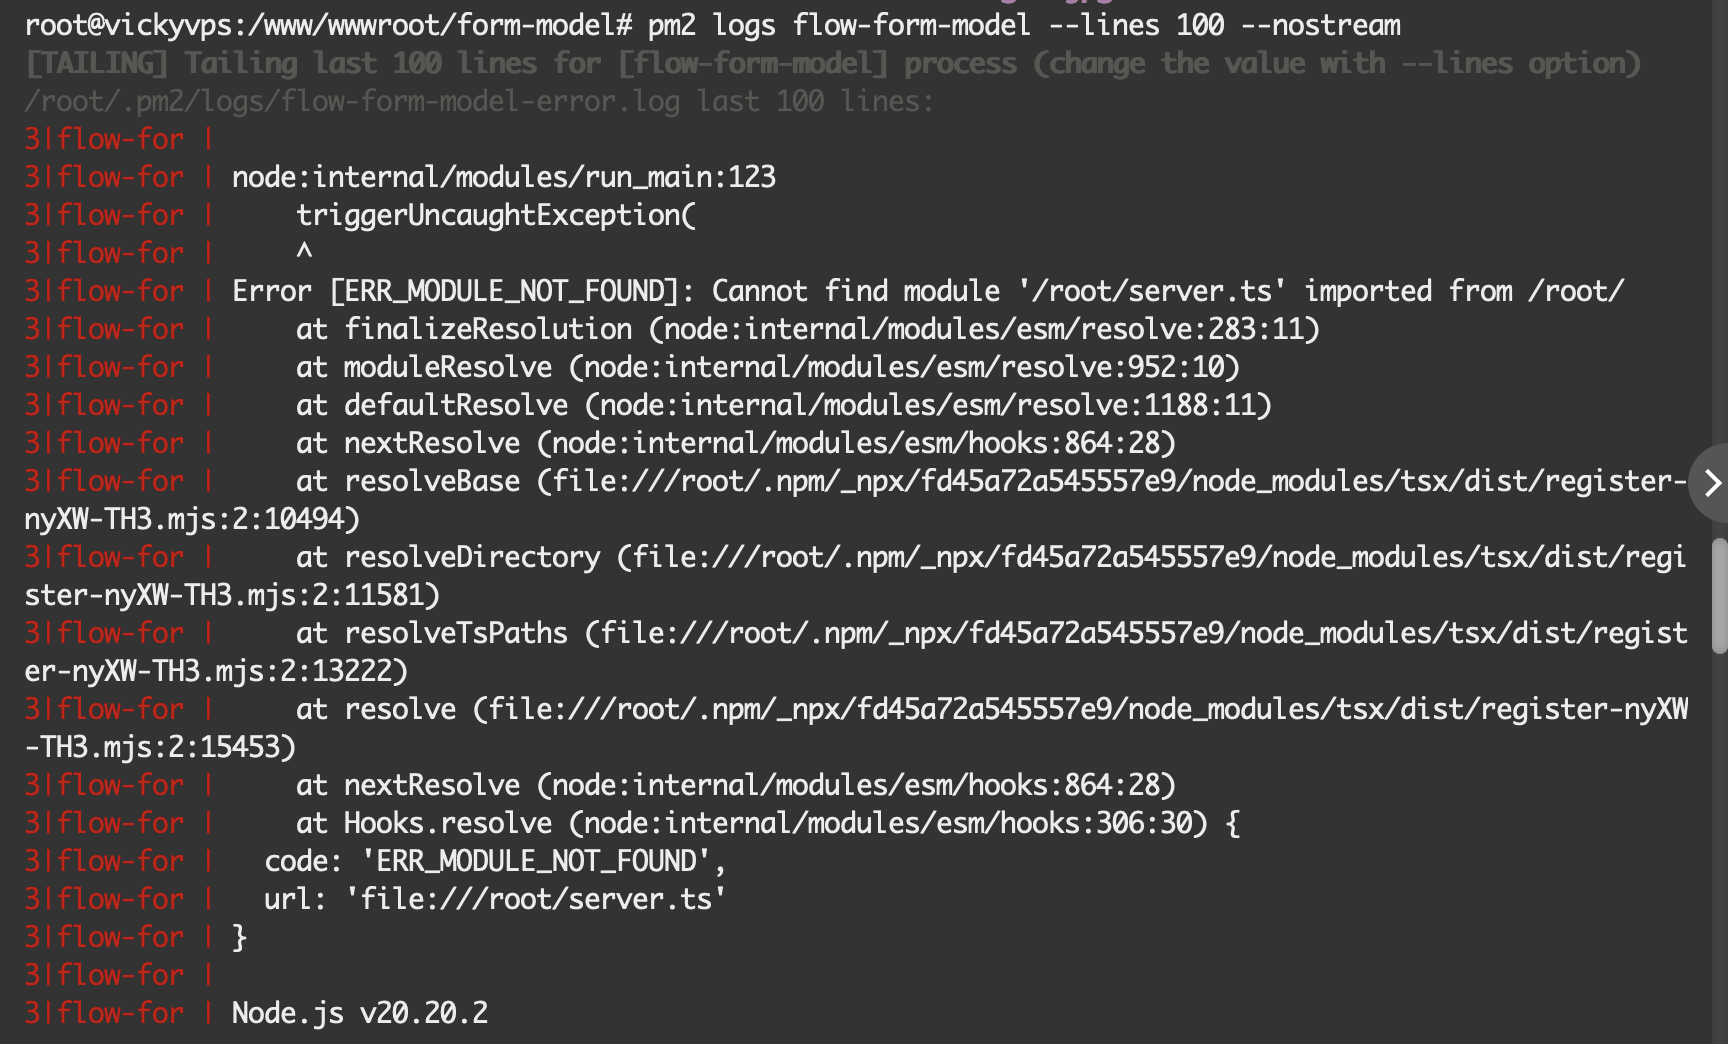 root@vickyvps:/www/wwwroot/form-model# pm2 logs flow-form-model --lines 100 --nostream
[TAILING] Tailing last 100 lines for [flow-form-model] process (change the value with --lines option)
/root/.pm2/logs/flow-form-model-error.log last 100 lines:
3|flow-for |
3|flow-for | node:internal/modules/run_main:123
3|flow-for |     triggerUncaughtException(
3|flow-for |     ^
3|flow-for | Error [ERR_MODULE_NOT_FOUND]: Cannot find module '/root/server.ts' imported from /root/
3|flow-for |     at finalizeResolution (node:internal/modules/esm/resolve:283:11)
3|flow-for |     at moduleResolve (node:internal/modules/esm/resolve:952:10)
3|flow-for |     at defaultResolve (node:internal/modules/esm/resolve:1188:11)
3|flow-for |     at nextResolve (node:internal/modules/esm/hooks:864:28)
3|flow-for |     at resolveBase (file:///root/.npm/_npx/fd45a72a545557e9/node_modules/tsx/dist/register-
nyXW-TH3.mjs:2:10494)
3|flow-for |     at resolveDirectory (file:///root/.npm/_npx/fd45a72a545557e9/node_modules/tsx/dist/regi
ster-nyXW-TH3.mjs:2:11581)
3|flow-for |     at resolveTsPaths (file:///root/.npm/_npx/fd45a72a545557e9/node_modules/tsx/dist/regist
er-nyXW-TH3.mjs:2:13222)
3|flow-for |     at resolve (file:///root/.npm/_npx/fd45a72a545557e9/node_modules/tsx/dist/register-nyXW
-TH3.mjs:2:15453)
3|flow-for |     at nextResolve (node:internal/modules/esm/hooks:864:28)
3|flow-for |     at Hooks.resolve (node:internal/modules/esm/hooks:306:30) {
3|flow-for |   code: 'ERR_MODULE_NOT_FOUND',
3|flow-for |   url: 'file:///root/server.ts'
3|flow-for | }
3|flow-for |
3|flow-for | Node.js v20.20.2